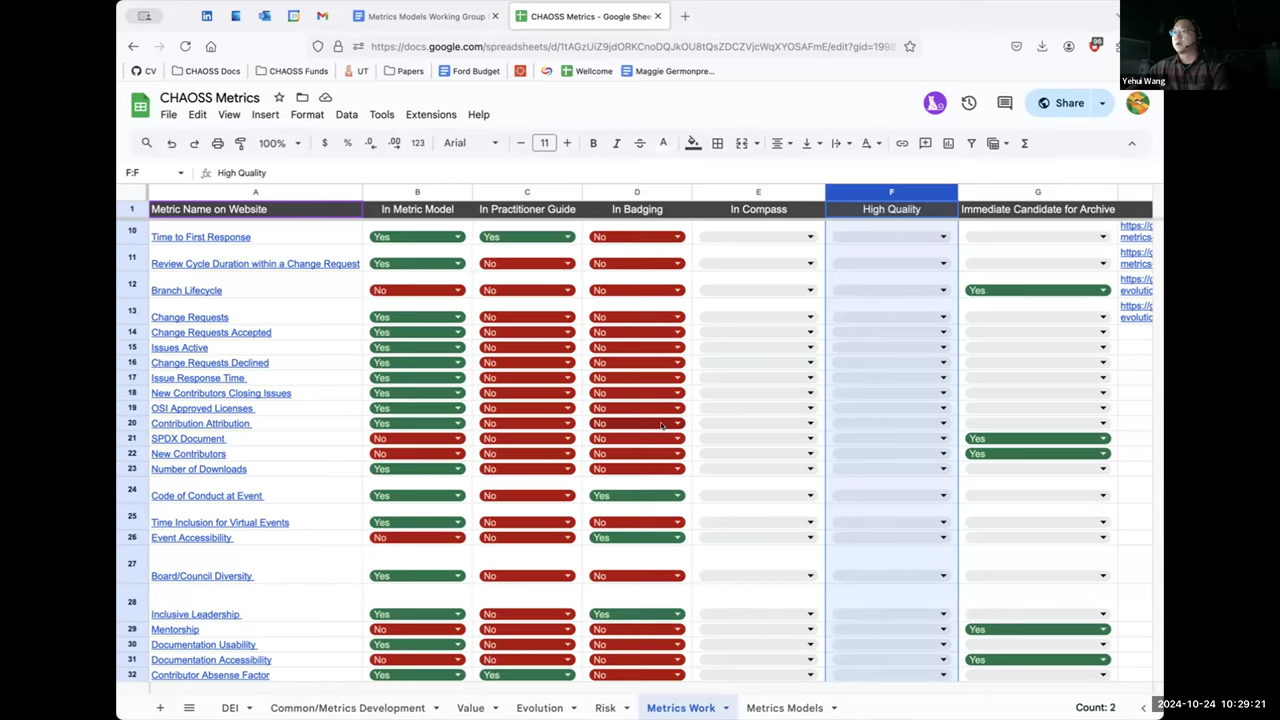 Metrics Models Working Group
CHAOSS Metrics - Google Shee
https://docs.google.com/spreadsheets/d/1tAGzUiZ9jdORKCnoDQJkOU8tQsZDCZVjcWqXYOSAFmE/edit?gid=1998
96
CV CHAOSS Docs CHAOSS Funds UT Papers Ford Budget Wellcome Maggie Germonpre...
Yehui Wang
CHAOSS Metrics
File Edit View Insert Format Data Tools Extensions Help
Share
100% $ % .0 .00 123 Arial 11 B I A
F:F High Quality
A B C D E F G
1 Metric Name on Website In Metric Model In Practitioner Guide In Badging In Compass High Quality Immediate Candidate for Archive
10 Time to First Response Yes Yes No https://g metrics-
11 Review Cycle Duration within a Change Request Yes No No https://g metrics-
12 Branch Lifecycle No No No Yes https://g evolutic
13 Change Requests Yes No No https://g evolutic
14 Change Requests Accepted Yes No No
15 Issues Active Yes No No
16 Change Requests Declined Yes No No
17 Issue Response Time Yes No No
18 New Contributors Closing Issues Yes No No
19 OSI Approved Licenses Yes No No
20 Contribution Attribution Yes No No
21 SPDX Document No No No Yes
22 New Contributors No No No Yes
23 Number of Downloads Yes No No
24 Code of Conduct at Event Yes No Yes
25 Time Inclusion for Virtual Events Yes No No
26 Event Accessibility No No Yes
27 Board/Council Diversity Yes No No
28 Inclusive Leadership Yes No Yes
29 Mentorship No No No Yes
30 Documentation Usability Yes No No
31 Documentation Accessibility No No No Yes
32 Contributor Absense Factor Yes Yes No
DEI Common/Metrics Development Value Evolution Risk Metrics Work Metrics Models Count: 2
2024-10-24 10:29:21